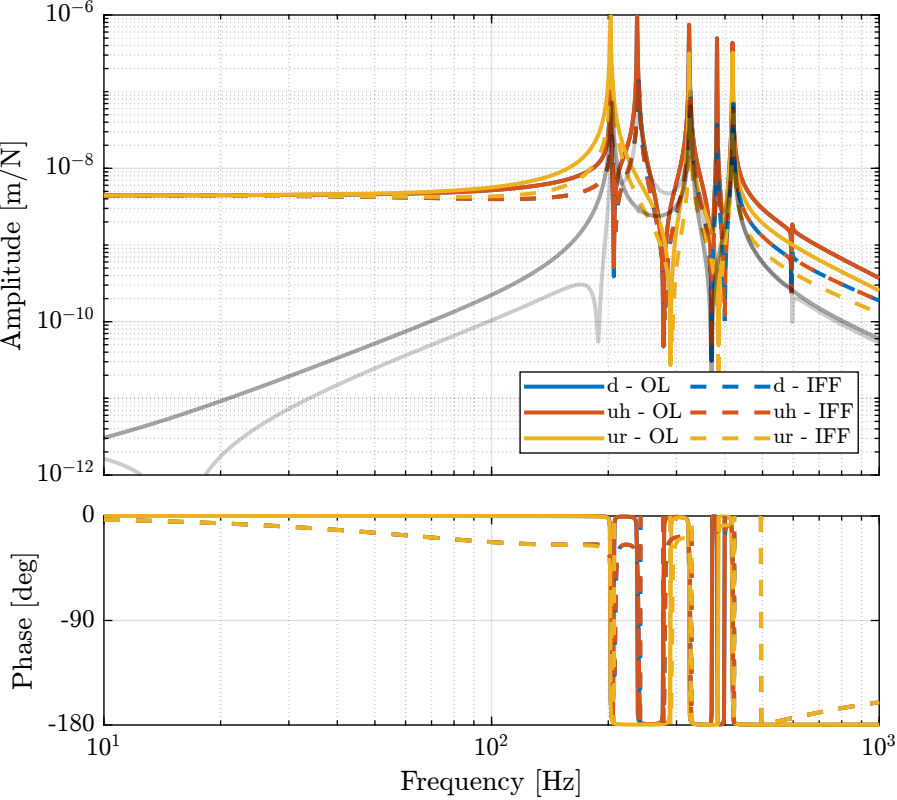 10^-6
10^-8
10^-10
10^-12
Amplitude [m/N]
d - OL d - IFF
uh - OL uh - IFF
ur - OL ur - IFF
0
-90
-180
Phase [deg]
10^1 10^2 10^3
Frequency [Hz]